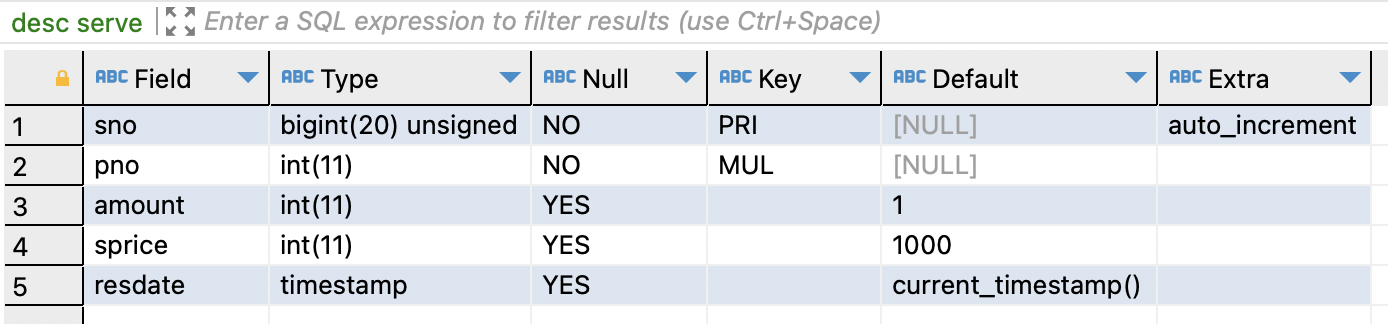 desc serve Enter a SQL expression to filter results (use Ctrl+Space)
ABC Field ABC Type ABC Null ABC Key ABC Default ABC Extra
1 sno bigint(20) unsigned NO PRI [NULL] auto_increment
2 pno int(11) NO MUL [NULL]
3 amount int(11) YES 1
4 sprice int(11) YES 1000
5 resdate timestamp YES current_timestamp()